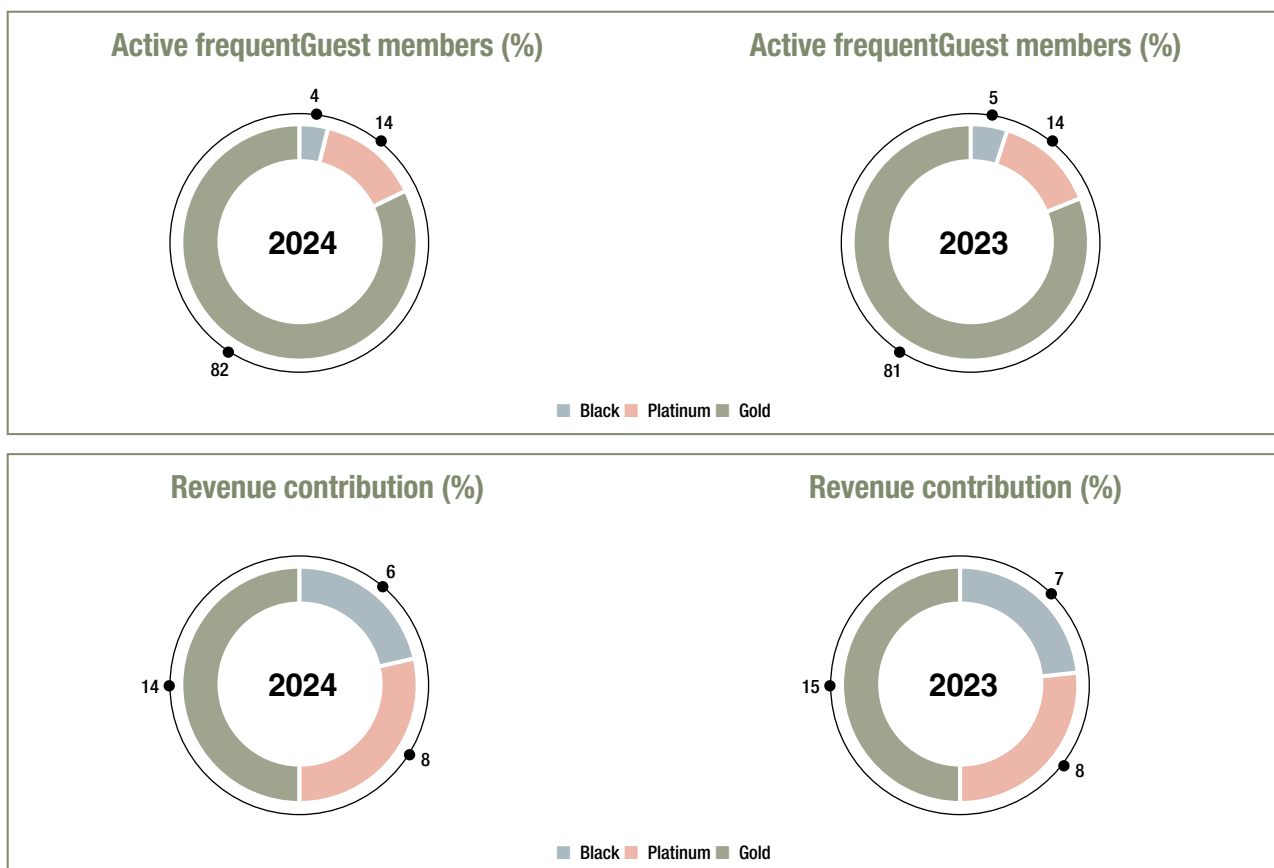 Active frequentGuest members (%)
4
14
2024
82
Active frequentGuest members (%)
5
14
2023
81
Black Platinum Gold
Revenue contribution (%)
6
2024
14
8
Revenue contribution (%)
7
2023
15
8
Black Platinum Gold